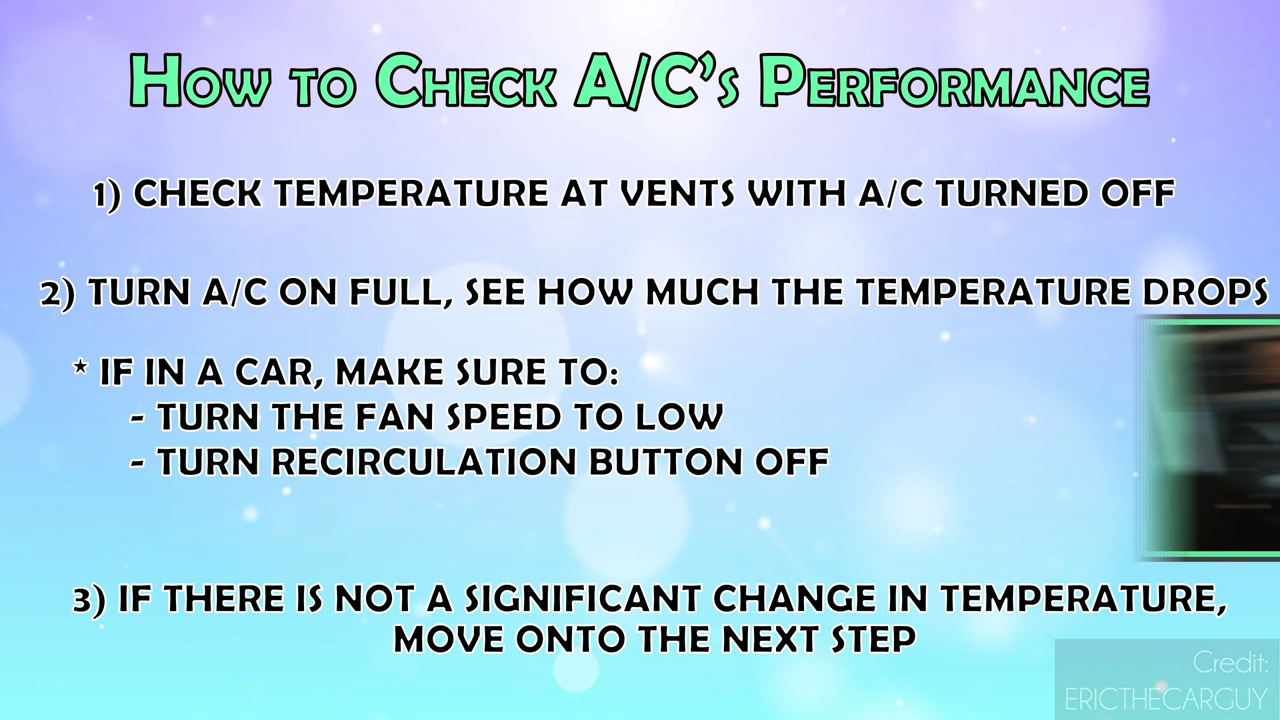 How to Check A/C's Performance
1) CHECK TEMPERATURE AT VENTS WITH A/C TURNED OFF
2) TURN A/C ON FULL, SEE HOW MUCH THE TEMPERATURE DROPS
* IF IN A CAR, MAKE SURE TO:
- TURN THE FAN SPEED TO LOW
- TURN RECIRCULATION BUTTON OFF
3) IF THERE IS NOT A SIGNIFICANT CHANGE IN TEMPERATURE,
MOVE ONTO THE NEXT STEP
Credit:
ERICTHECARGUY